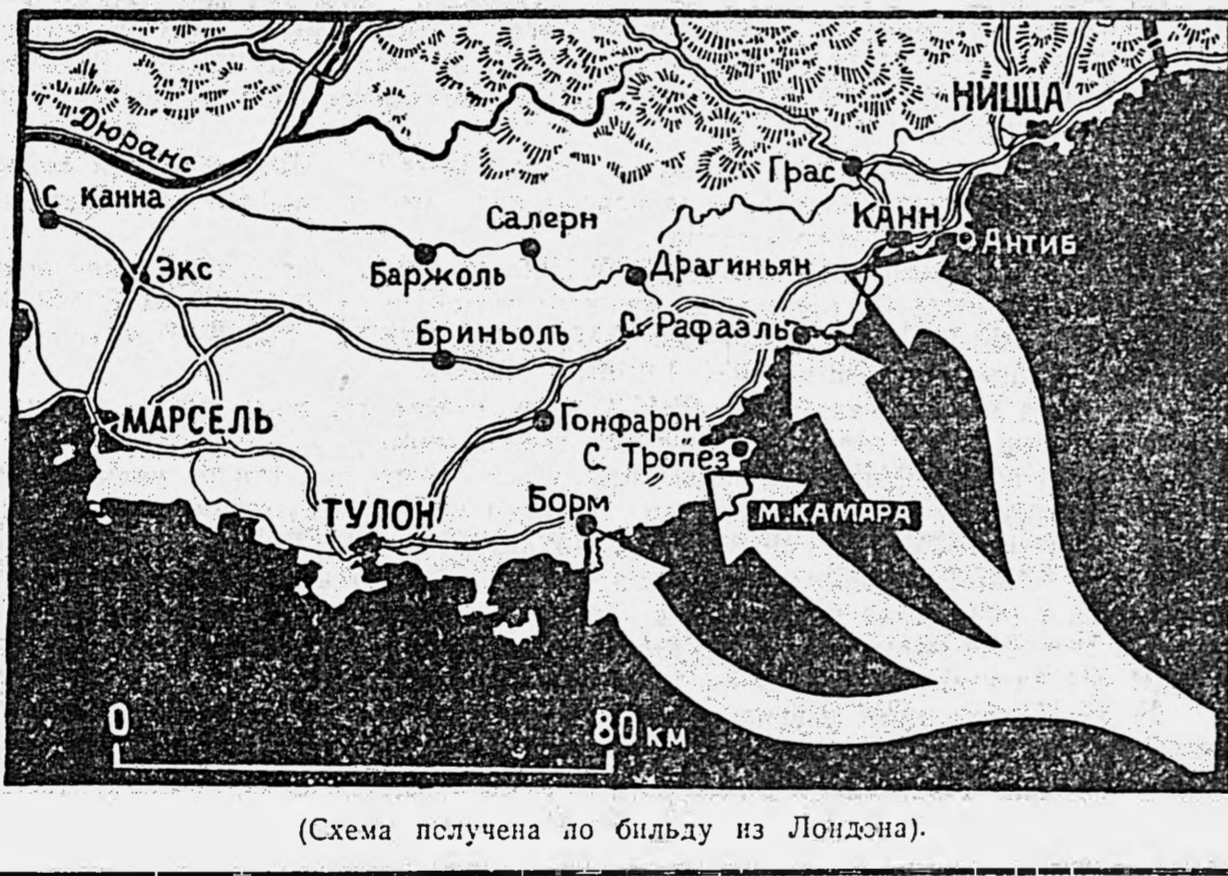 НИЦЦА
Дюранс
Грас
С. канна
Салерн
КАНН
Антиб
Экс
Баржоль
Драгиньян
Бриньоль
С. Рафаэль
МАРСЕЛЬ
Гонфарон
С. Тропез
ТУЛОН
Борм
М. КАМАРА
0 80 км
(Схема получена по бильду из Лондона).